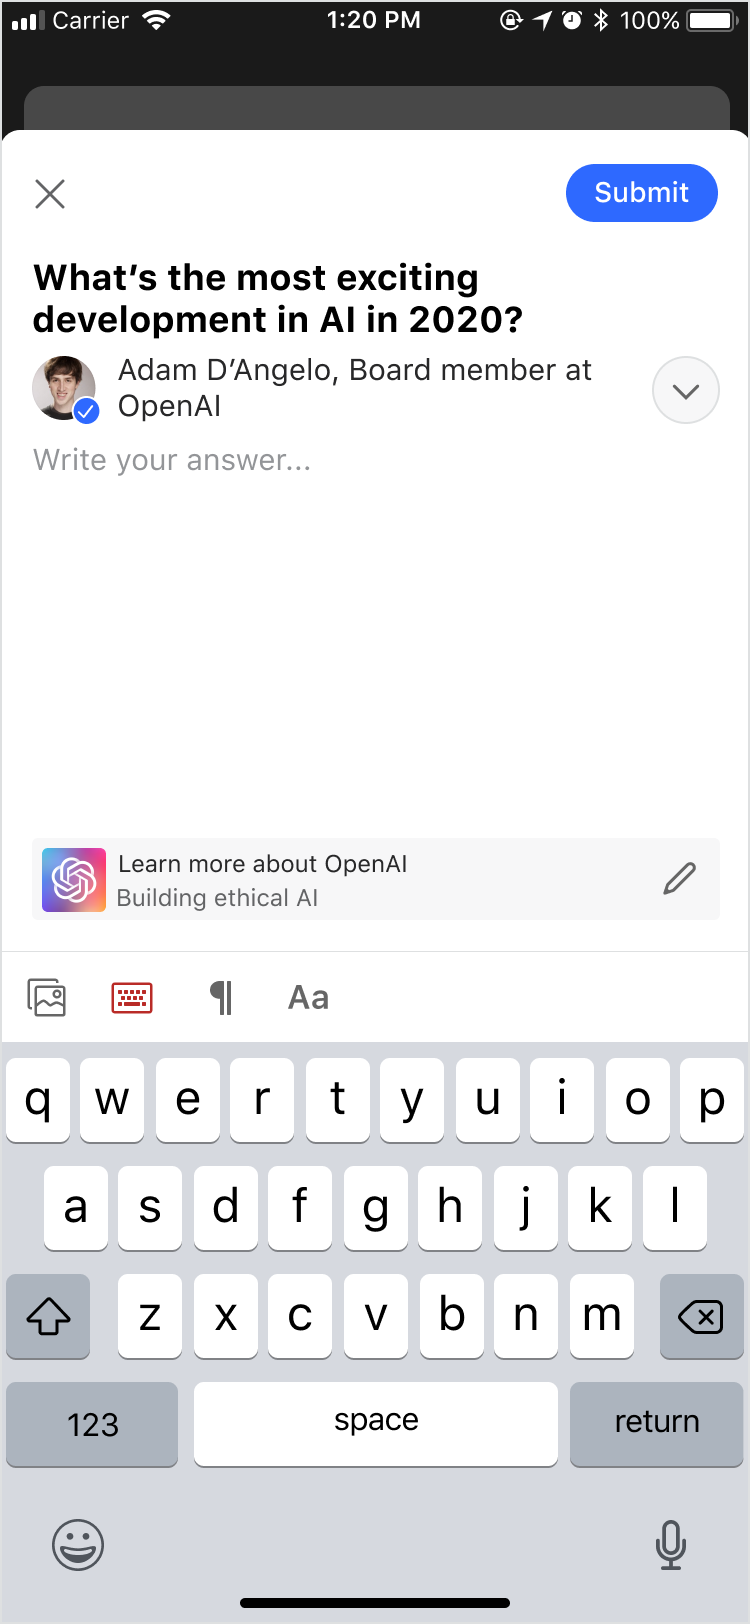 Carrier 1:20 PM 100%
Submit
What’s the most exciting
development in AI in 2020?
Adam D’Angelo, Board member at
OpenAI
Write your answer...
Learn more about OpenAI
Building ethical AI
Aa
q w e r t y u i o p
a s d f g h j k l
z x c v b n m
123 space return